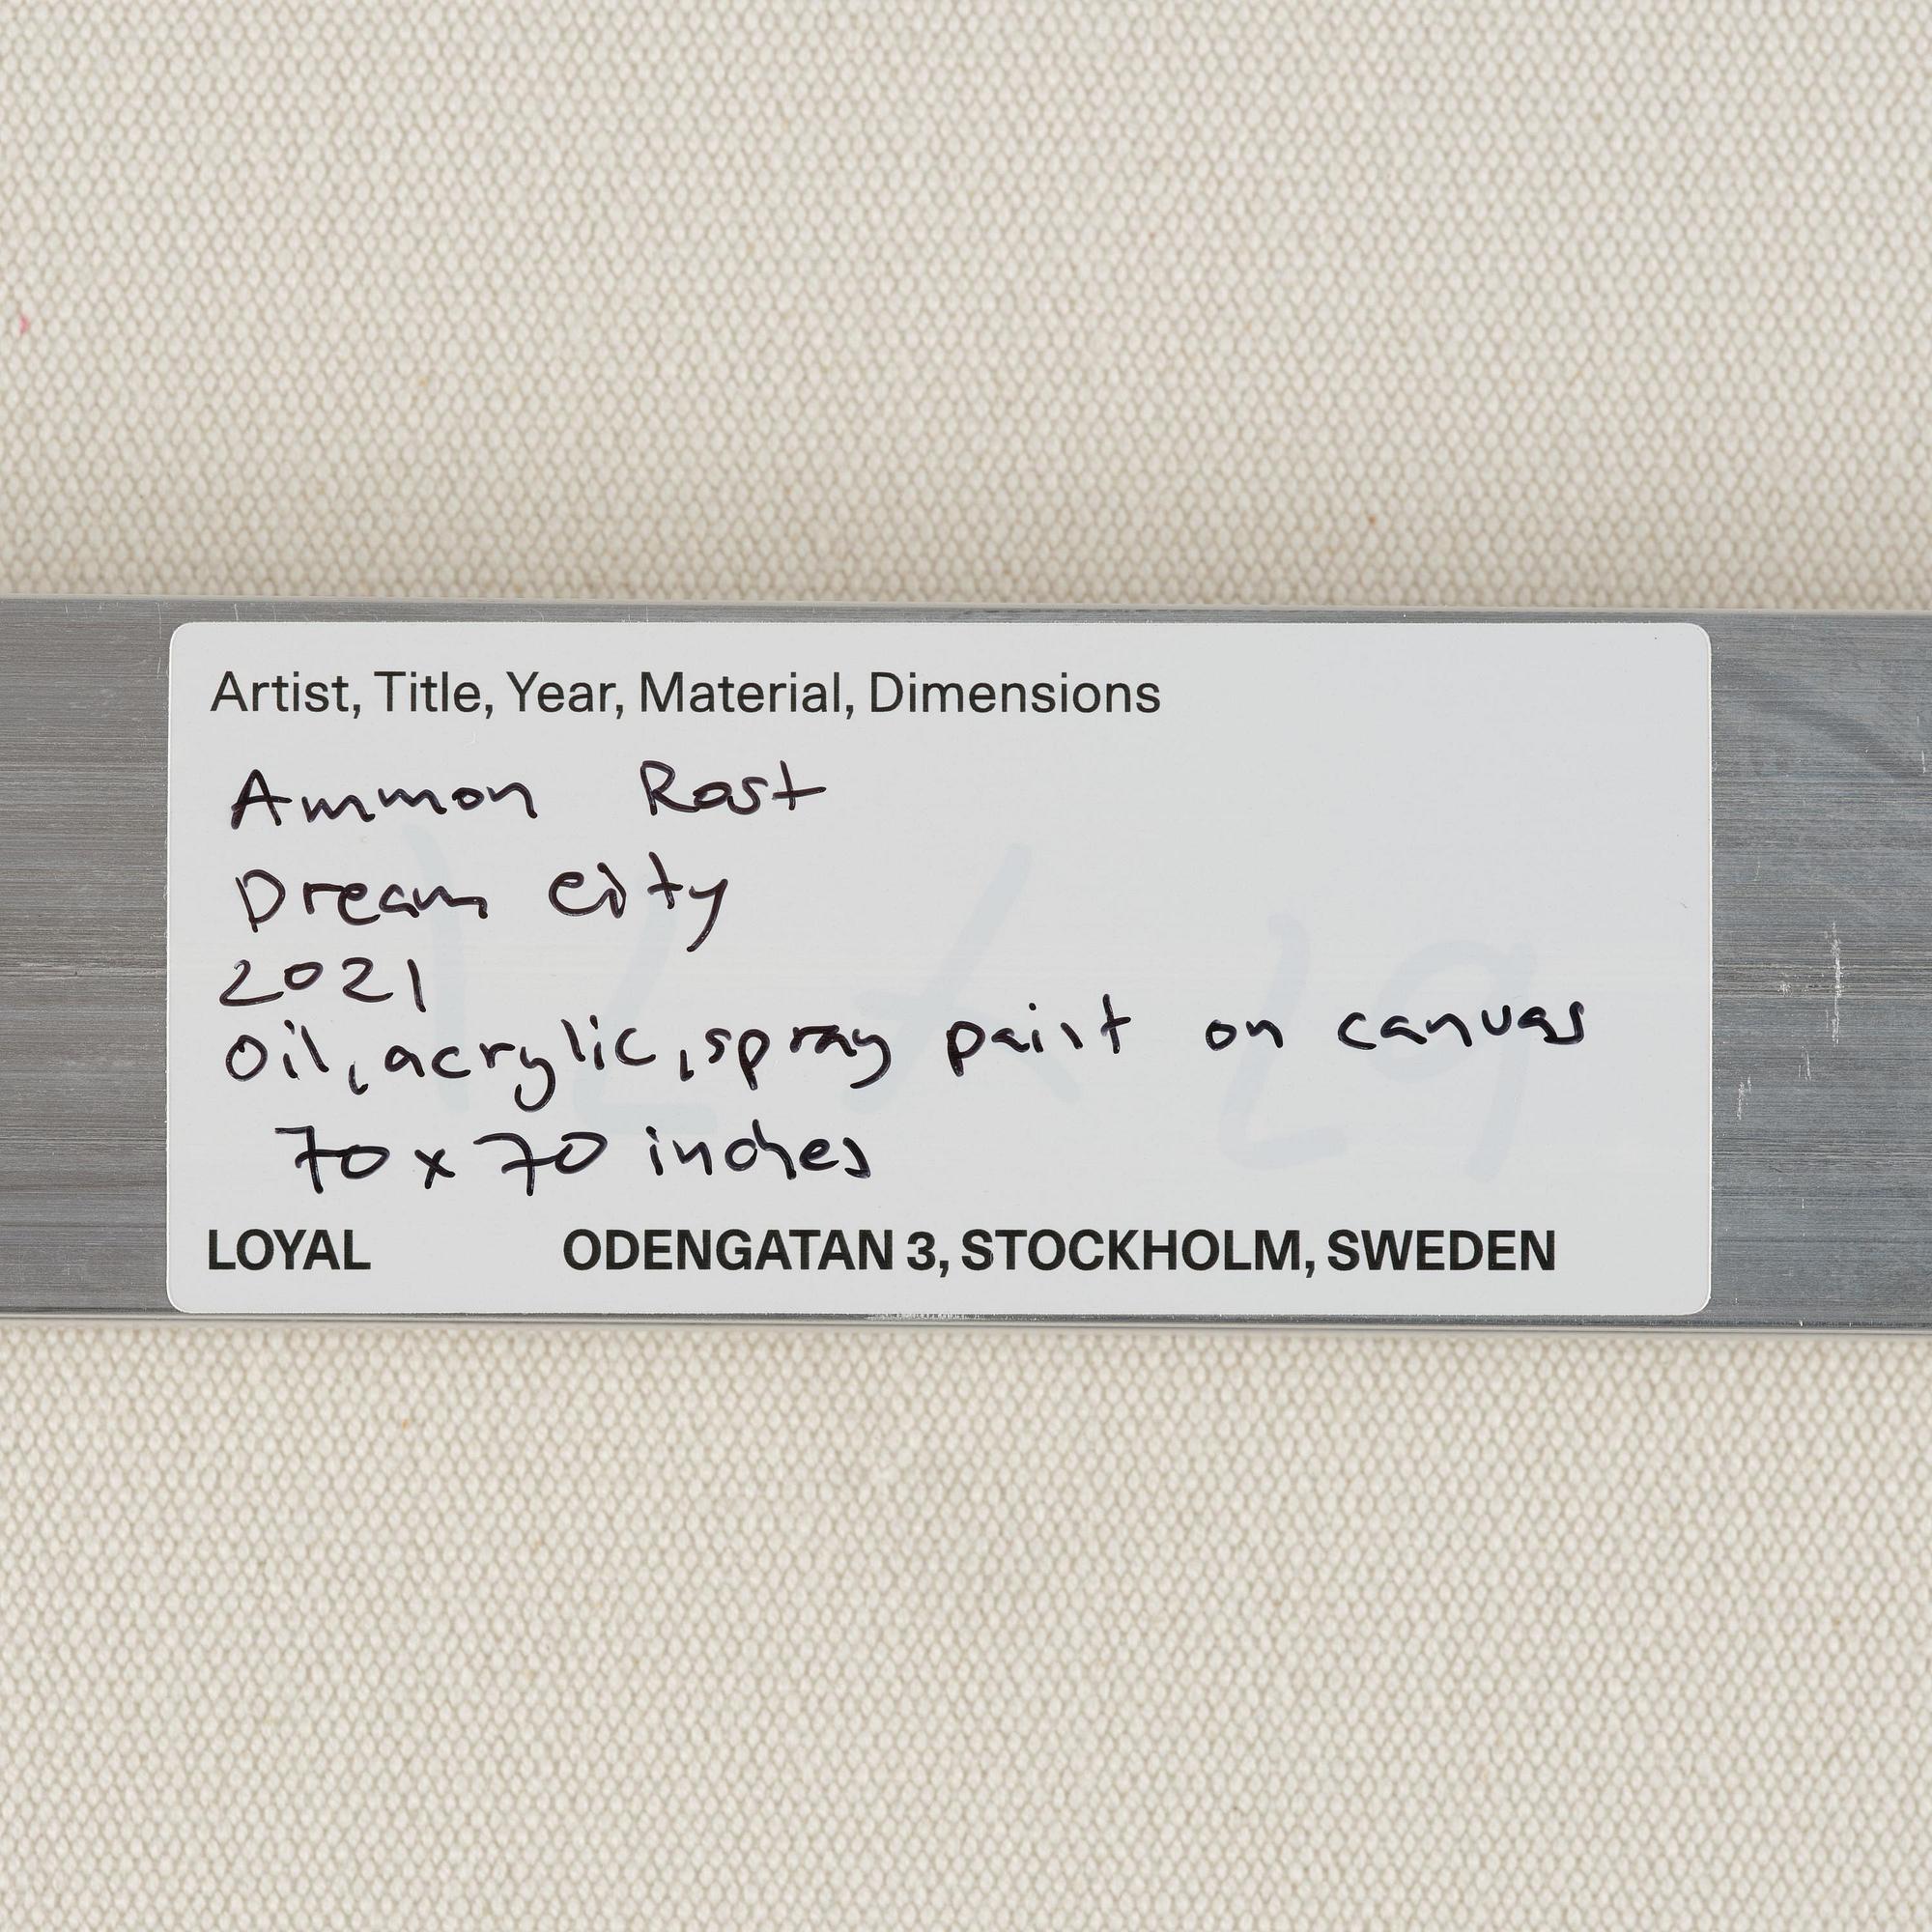 Artist, Title, Year, Material, Dimensions
Ammon Rost
Dream City
2021
Oil, acrylic, spray paint on canvas
70 x 70 inches
LOYAL ODENGATAN 3, STOCKHOLM, SWEDEN